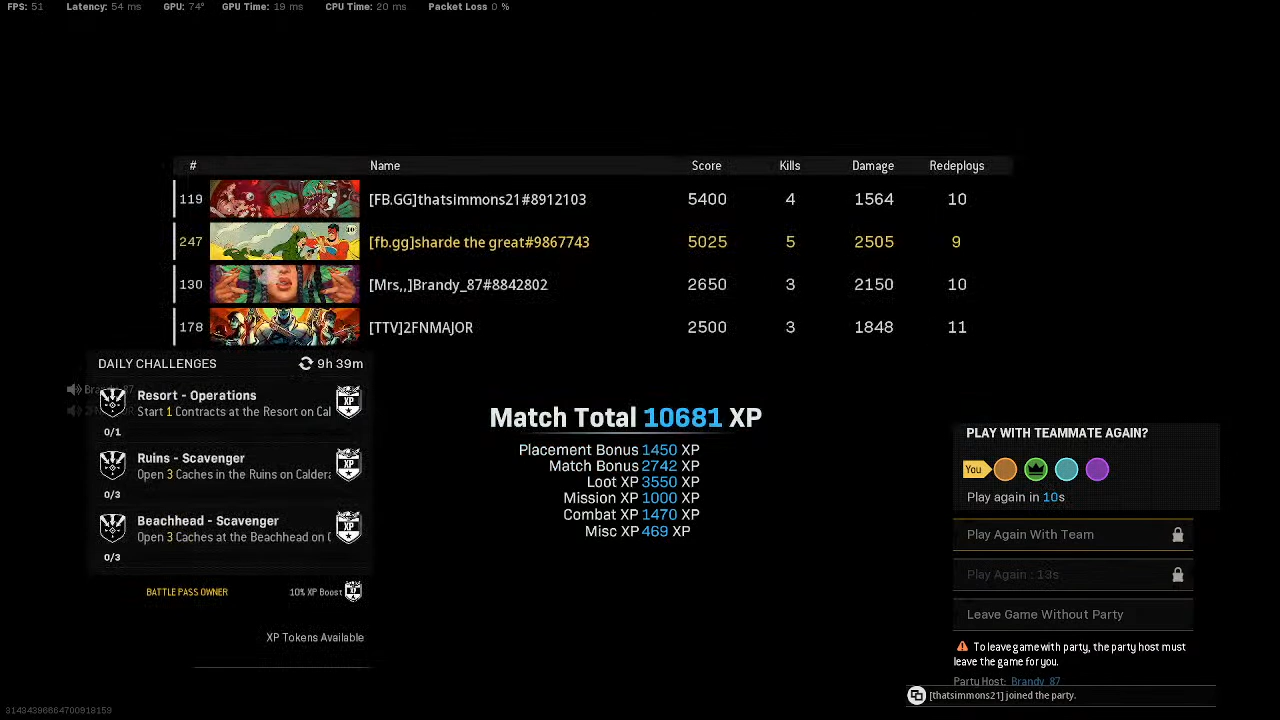 FPS: 51 Latency: 54 ms GPU: 74° GPU Time: 19 ms CPU Time: 20 ms Packet Loss 0 %
# Name Score Kills Damage Redeploys
119 [FB.GG]thatsimmons21#8912103 5400 4 1564 10
247 [fb.gg]sharde the great#9867743 5025 5 2505 9
130 [Mrs,,]Brandy_87#8842802 2650 3 2150 10
178 [TTV]2FNMAJOR 2500 3 1848 11
DAILY CHALLENGES 9h 39m
Resort - Operations
Start 1 Contracts at the Resort on Cal
0/1
XP
Ruins - Scavenger
Open 3 Caches in the Ruins on Caldera
0/3
XP
Beachhead - Scavenger
Open 3 Caches at the Beachhead on
0/3
XP
BATTLE PASS OWNER 10% XP Boost
XP Tokens Available
Match Total 10681 XP
Placement Bonus 1450 XP
Match Bonus 2742 XP
Loot XP 3550 XP
Mission XP 1000 XP
Combat XP 1470 XP
Misc XP 469 XP
PLAY WITH TEAMMATE AGAIN?
You
Play again in 10s
Play Again With Team
Play Again : 13s
Leave Game Without Party
To leave game with party, the party host must
leave the game for you.
Party Host: Brandy_87
[thatsimmons21] joined the party.